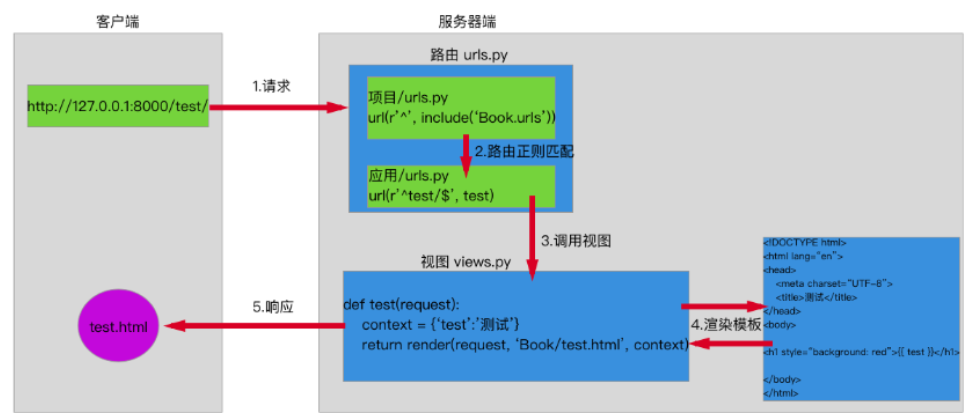 客户端
服务器端
路由 urls.py
http://127.0.0.1:8000/test/
1.请求
项目/urls.py
url(r'^', include('Book.urls'))
2.路由正则匹配
应用/urls.py
url(r'^test/$', test)
3.调用视图
视图 views.py
def test(request):
context = {'test':'测试'}
return render(request, 'Book/test.html', context)
4.渲染模板
<!DOCTYPE html>
<html lang="en">
<head>
<meta charset="UTF-8">
<title>测试</title>
</head>
<body>
<h1 style="background: red">{{ test }}</h1>
</body>
</html>
5.响应
test.html